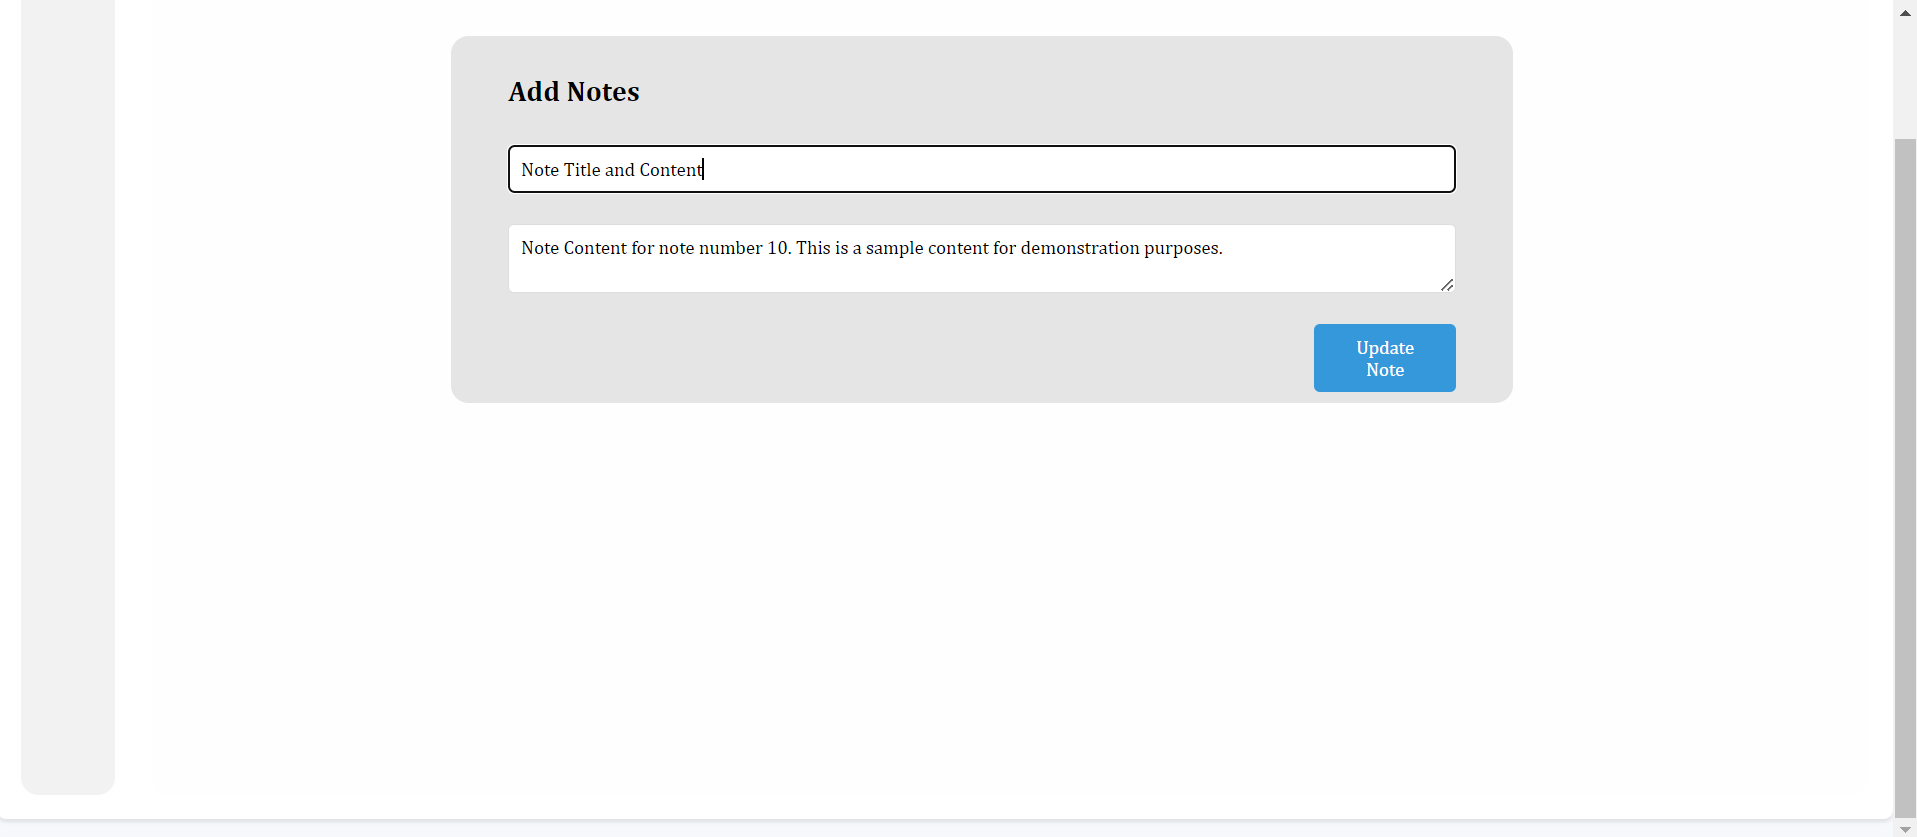 Add Notes
Note Title and Content
Note Content for note number 10. This is a sample content for demonstration purposes.
Update
Note